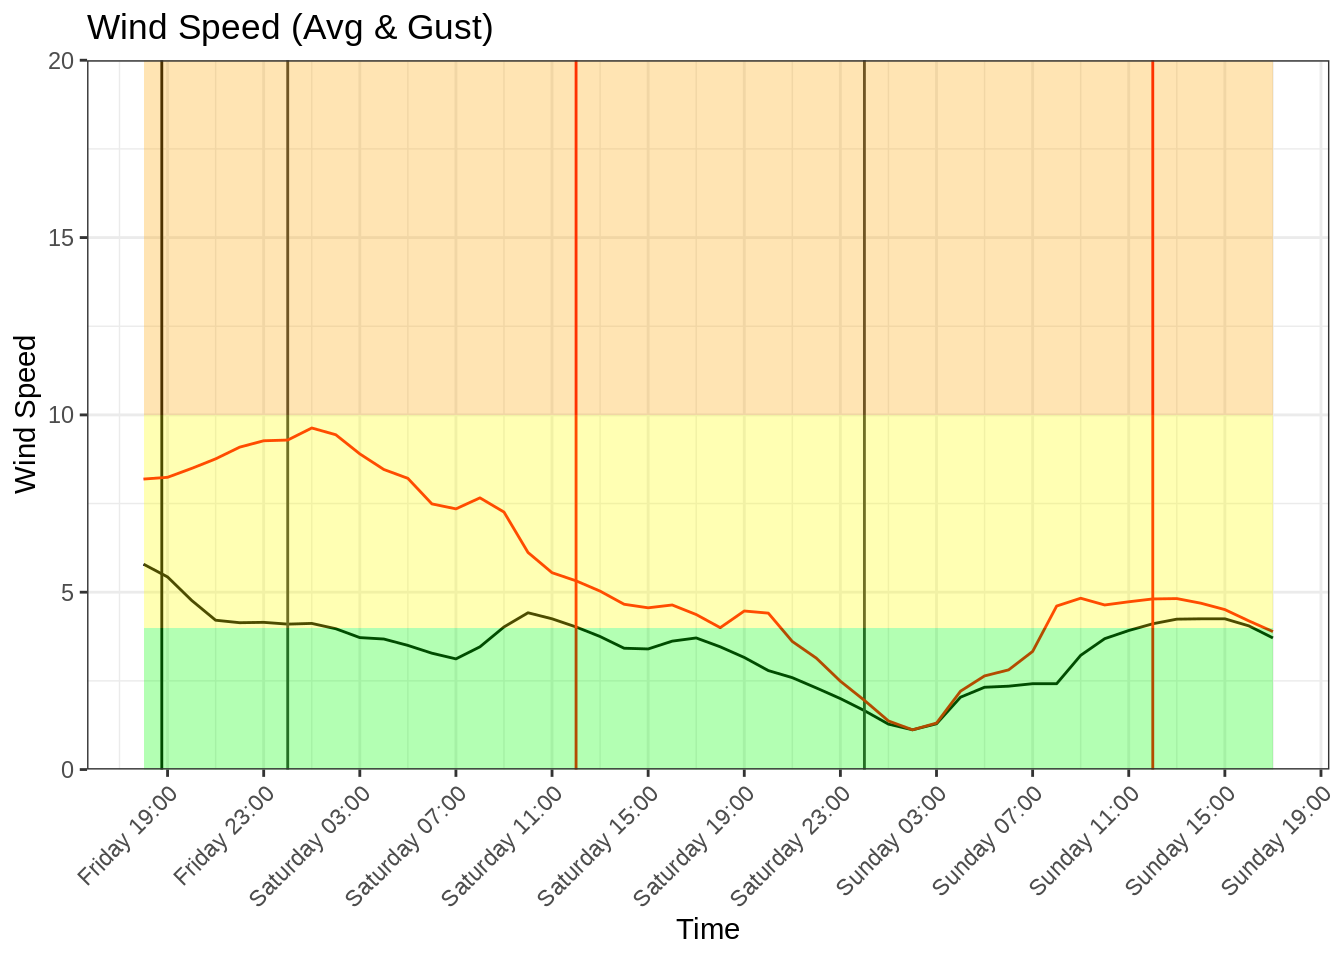 Wind Speed (Avg & Gust)
20
15
10
5
0
Wind Speed
Friday 19:00
Friday 23:00
Saturday 03:00
Saturday 07:00
Saturday 11:00
Saturday 15:00
Saturday 19:00
Saturday 23:00
Sunday 03:00
Sunday 07:00
Sunday 11:00
Sunday 15:00
Sunday 19:00
Time